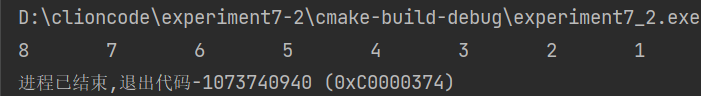 D:\clioncode\experiment7-2\cmake-build-debug\experiment7_2.exe
8 7 6 5 4 3 2 1
进程已结束,退出代码-1073740940 (0xC0000374)